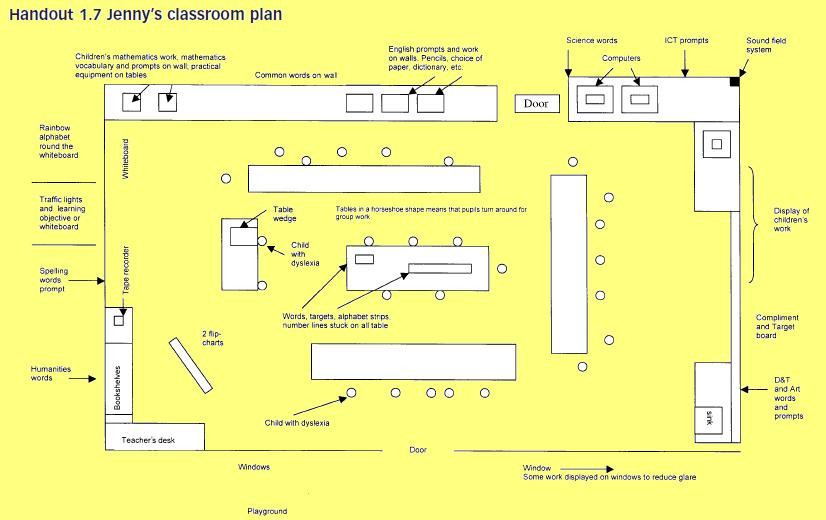 Handout 1.7 Jenny's classroom plan
Children's mathematics work, mathematics
vocabulary and prompts on wall, practical
equipment on tables
Common words on wall
English prompts and work
on walls. Pencils, choice of
paper, dictionary, etc.
Science words
ICT prompts
Sound field
system
Computers
Door
Rainbow
alphabet
round the
whiteboard
Whiteboard
Traffic lights
and learning
objective or
whiteboard
Table
wedge
Tables in a horseshoe shape means that pupils turn around for
group work
Display of
children's
work
Child
with
dyslexia
Spelling
words
prompt
Tape recorder
Words, targets, alphabet strips
number lines stuck on all table
2 flip-
charts
Compliment
and Target
board
Humanities
words
Bookshelves
D&T
and Art
words
and
prompts
sink
Child with dyslexia
Teacher's desk
Door
Windows
Window
Some work displayed on windows to reduce glare
Playground